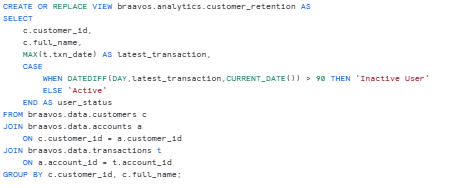 CREATE OR REPLACE VIEW braavos.analytics.customer_retention AS
SELECT
    c.customer_id,
    c.full_name,
    MAX(t.txn_date) AS latest_transaction,
    CASE
        WHEN DATEDIFF(DAY,latest_transaction,CURRENT_DATE()) > 90 THEN 'Inactive User'
        ELSE 'Active'
    END AS user_status
FROM braavos.data.customers c
JOIN braavos.data.accounts a
    ON c.customer_id = a.customer_id
JOIN braavos.data.transactions t
    ON a.account_id = t.account_id
GROUP BY c.customer_id, c.full_name;